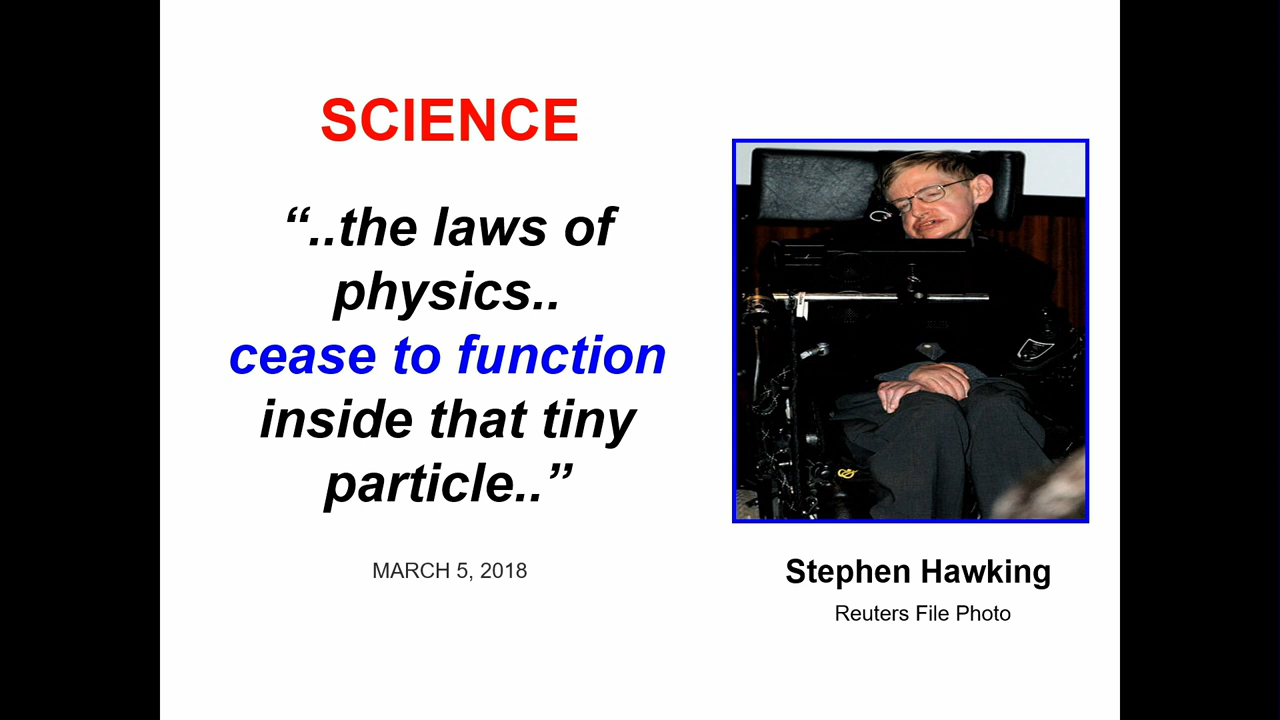 SCIENCE
“..the laws of
physics..
cease to function
inside that tiny
particle..”
MARCH 5, 2018
Stephen Hawking
Reuters File Photo